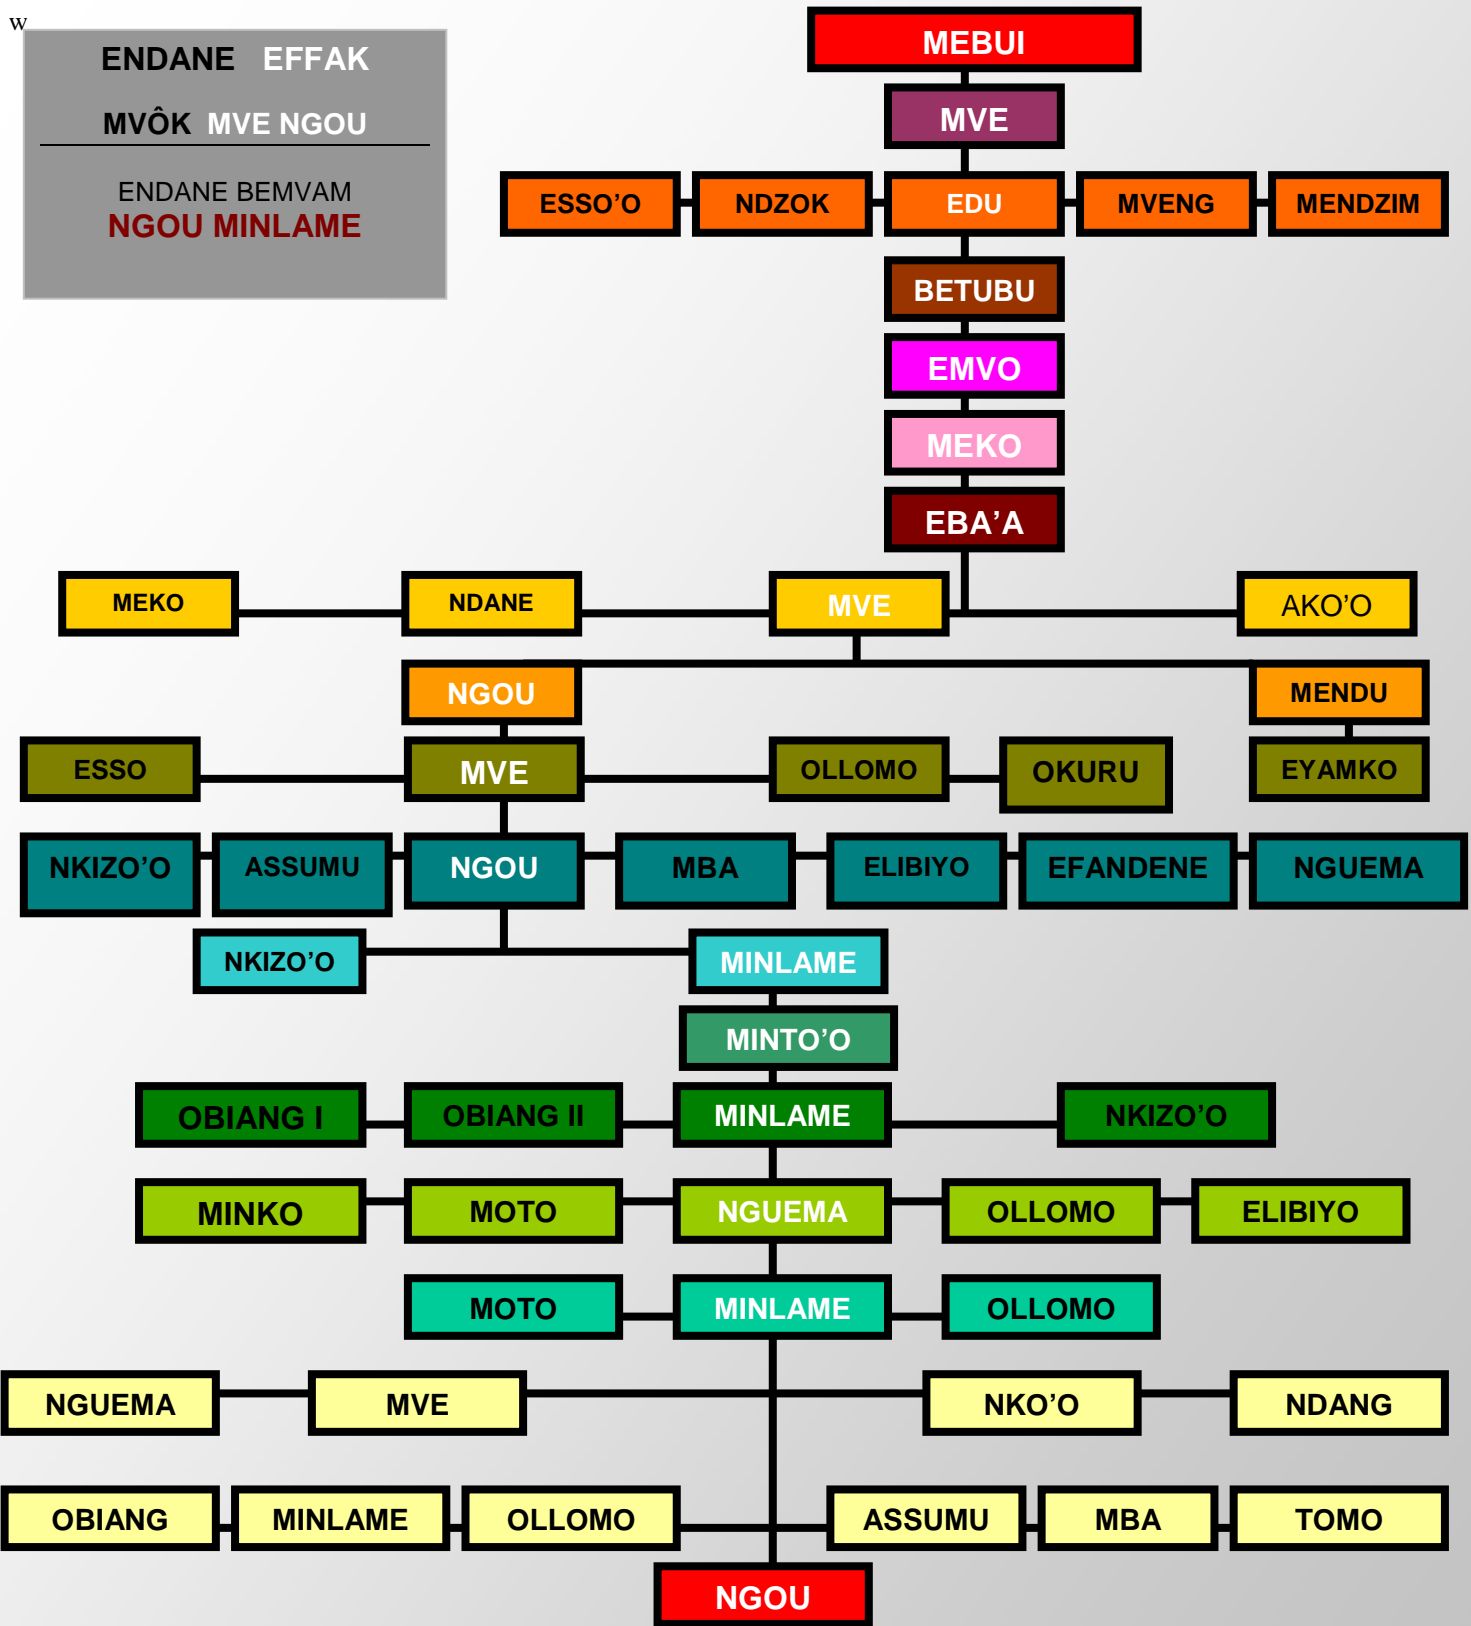 w
ENDANE EFFAK
MVÔK MVE NGOU
ENDANE BEMVAM
NGOU MINLAME
MEBUI
MVE
ESSO’O NDZOK EDU MVENG MENDZIM
BETUBU
EMVO
MEKO
EBA’A
MEKO NDANE MVE AKO’O
NGOU MENDU
ESSO MVE OLLOMO OKURU EYAMKO
NKIZO’O ASSUMU NGOU MBA ELIBIYO EFANDENE NGUEMA
NKIZO’O MINLAME
MINTO’O
OBIANG I OBIANG II MINLAME NKIZO’O
MINKO MOTO NGUEMA OLLOMO ELIBIYO
MOTO MINLAME OLLOMO
NGUEMA MVE NKO’O NDANG
OBIANG MINLAME OLLOMO ASSUMU MBA TOMO
NGOU